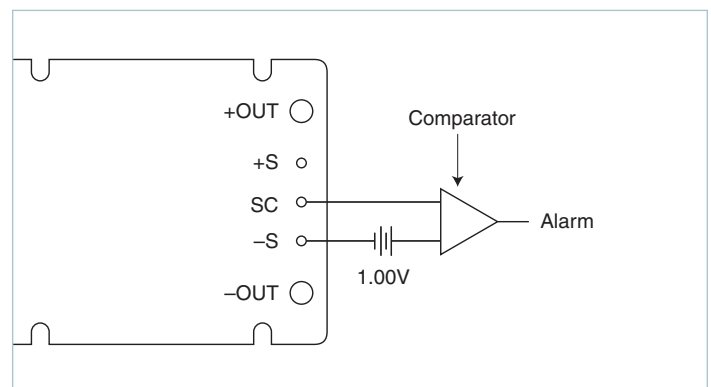 +OUT
Comparator
+S
SC
Alarm
–S
1.00V
–OUT